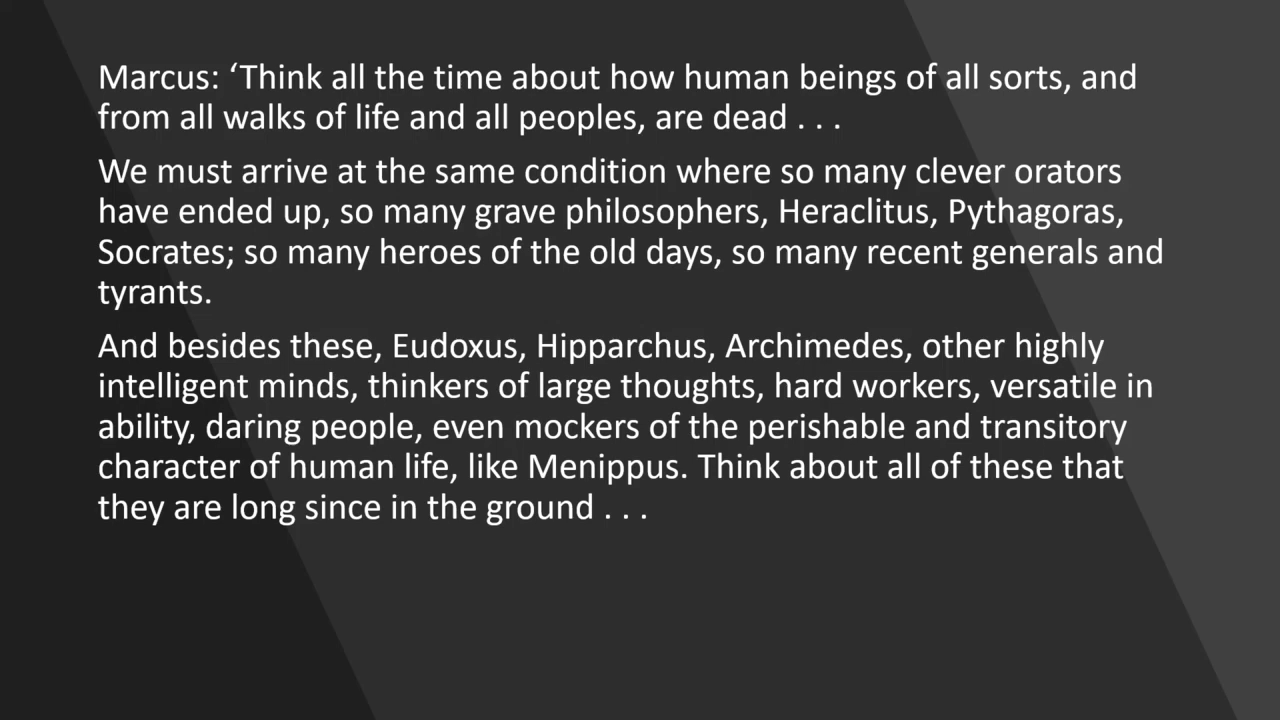 Marcus: ‘Think all the time about how human beings of all sorts, and
from all walks of life and all peoples, are dead . . .
We must arrive at the same condition where so many clever orators
have ended up, so many grave philosophers, Heraclitus, Pythagoras,
Socrates; so many heroes of the old days, so many recent generals and
tyrants.
And besides these, Eudoxus, Hipparchus, Archimedes, other highly
intelligent minds, thinkers of large thoughts, hard workers, versatile in
ability, daring people, even mockers of the perishable and transitory
character of human life, like Menippus. Think about all of these that
they are long since in the ground . . .